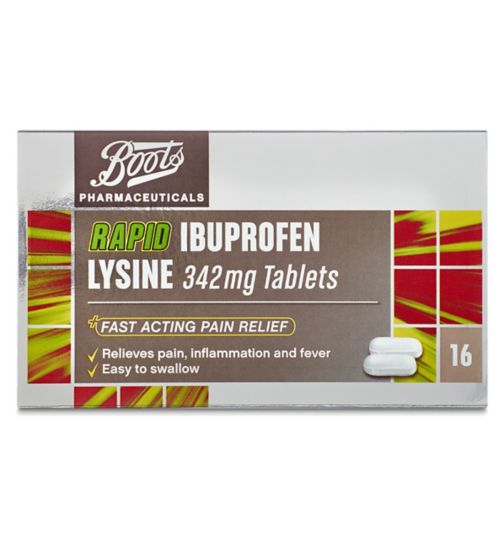 Boots
PHARMACEUTICALS
RAPID IBUPROFEN
LYSINE 342mg Tablets
+FAST ACTING PAIN RELIEF
✓ Relieves pain, inflammation and fever
✓ Easy to swallow
16